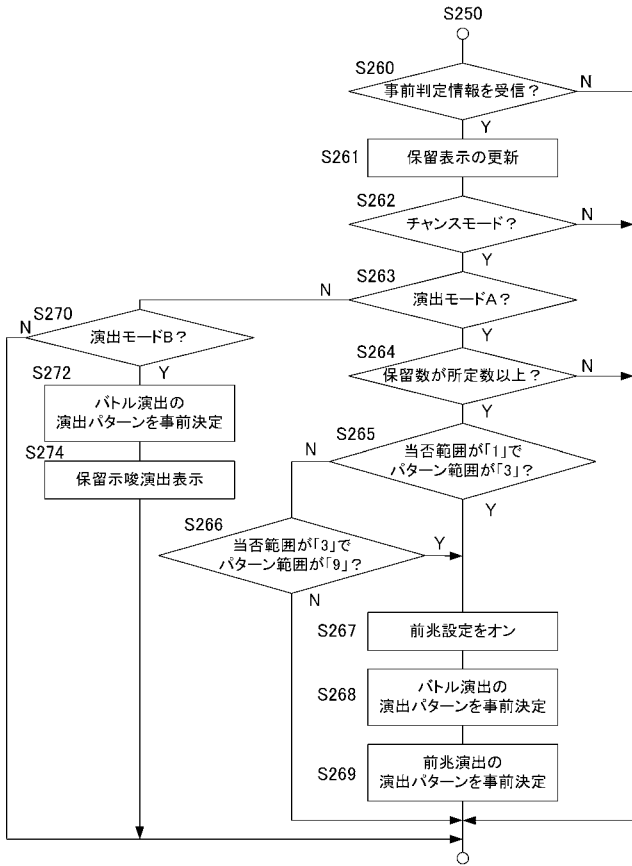 S250
S260
事前判定情報を受信?
N
Y
S261
保留表示の更新
S262
チャンスモード?
N
Y
S263
演出モードA?
N
Y
S270
N
演出モードB?
Y
S264
保留数が所定数以上?
N
Y
S272
バトル演出の
演出パターンを事前決定
S274
保留示唆演出表示
S265
N
当否範囲が「1」で
パターン範囲が「3」?
Y
S266
当否範囲が「3」で
パターン範囲が「9」?
Y
N
S267
前兆設定をオン
S268
バトル演出の
演出パターンを事前決定
S269
前兆演出の
演出パターンを事前決定